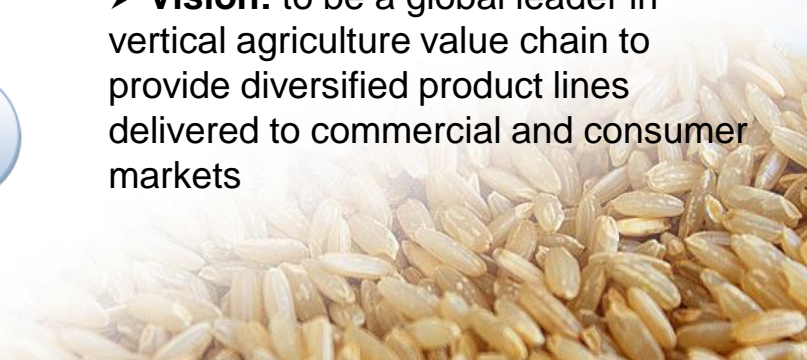 ➢ Vision: to be a global leader in
vertical agriculture value chain to
provide diversified product lines
delivered to commercial and consumer
markets